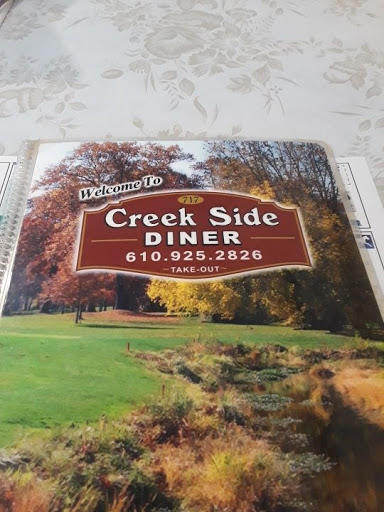 Welcome To
717
Creek Side
DINER
610.925.2826
TAKE-OUT